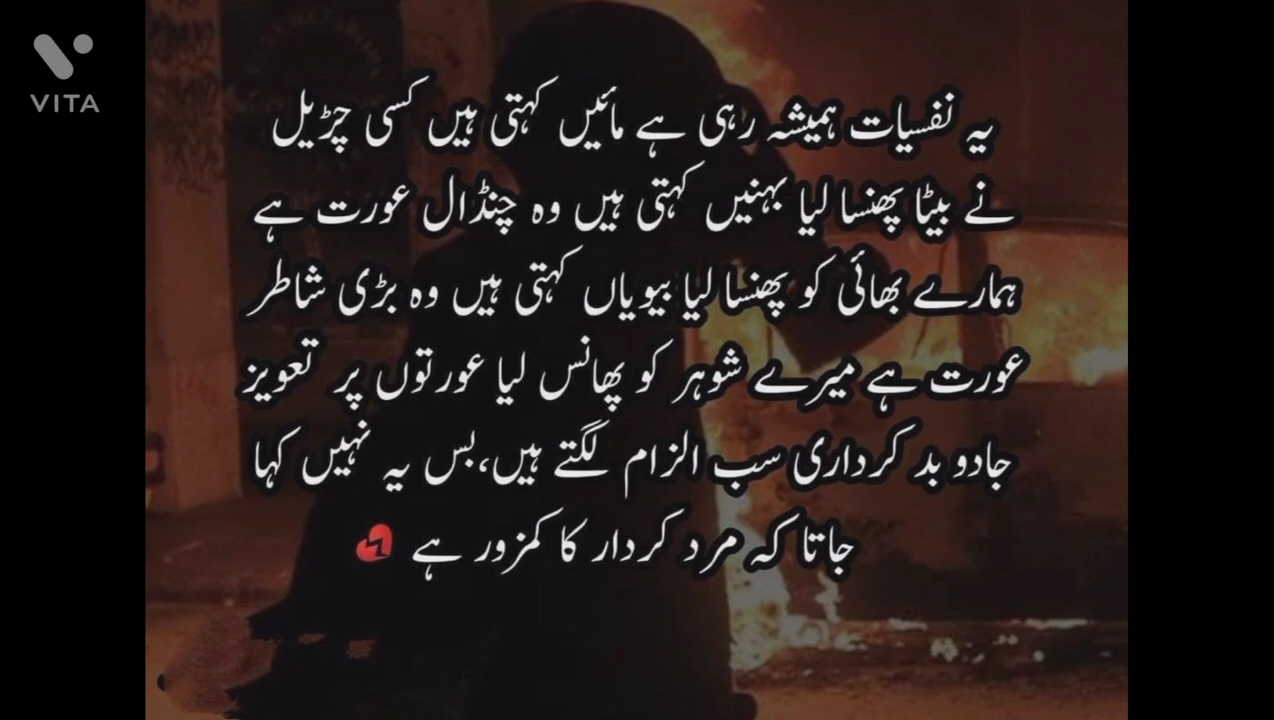 VITA
یہ نفسیات ہمیشہ رہی ہے مائیں کہتی ہیں کسی چڑیل
نے بیٹا پھنسا لیا بہنیں کہتی ہیں وہ چنڈال عورت ہے
ہمارے بھائی کو پھنسا لیا بیویاں کہتی ہیں وہ بڑی شاطر
عورت ہے میرے شوہر کو پھانس لیا عورتوں پر تعویز
جادو بد کرداری سب الزام لگتے ہیں،بس یہ نہیں کہا
جاتا کہ مرد کردار کا کمزور ہے 💔